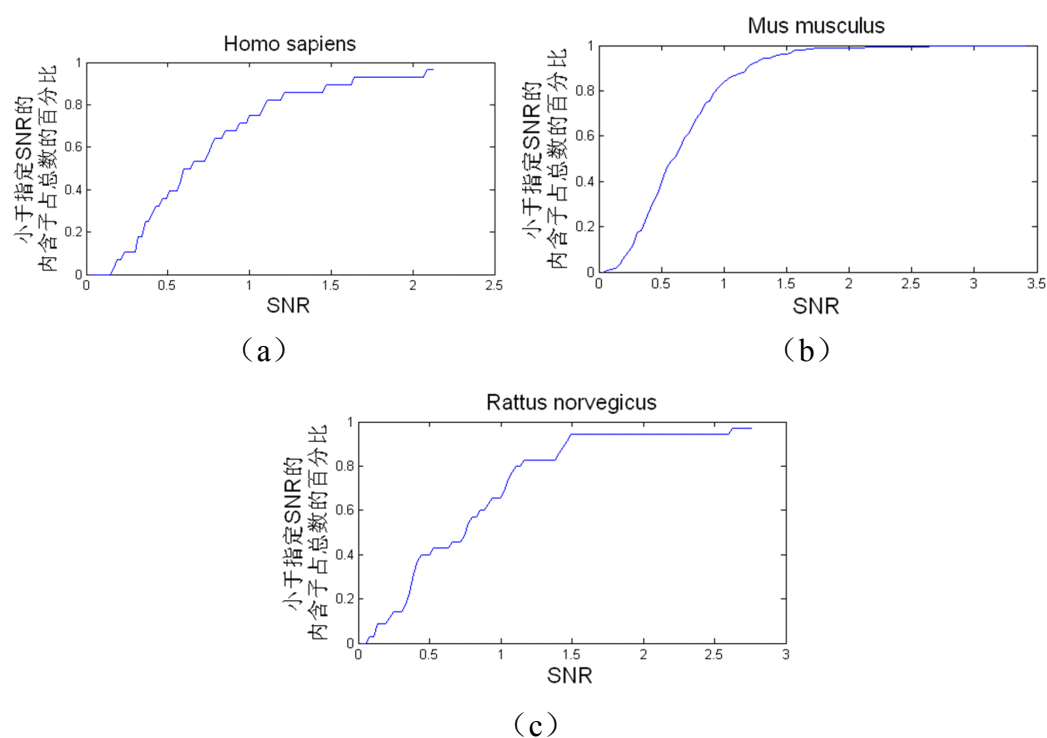 Homo sapiens
小于指定SNR的
内含子占总数的百分比
1
0.8
0.6
0.4
0.2
0
0 0.5 1 1.5 2 2.5
SNR
（a）
Mus musculus
小于指定SNR的
内含子占总数的百分比
1
0.8
0.6
0.4
0.2
0
0 0.5 1 1.5 2 2.5 3 3.5
SNR
（b）
Rattus norvegicus
小于指定SNR的
内含子占总数的百分比
1
0.8
0.6
0.4
0.2
0
0 0.5 1 1.5 2 2.5 3
SNR
（c）